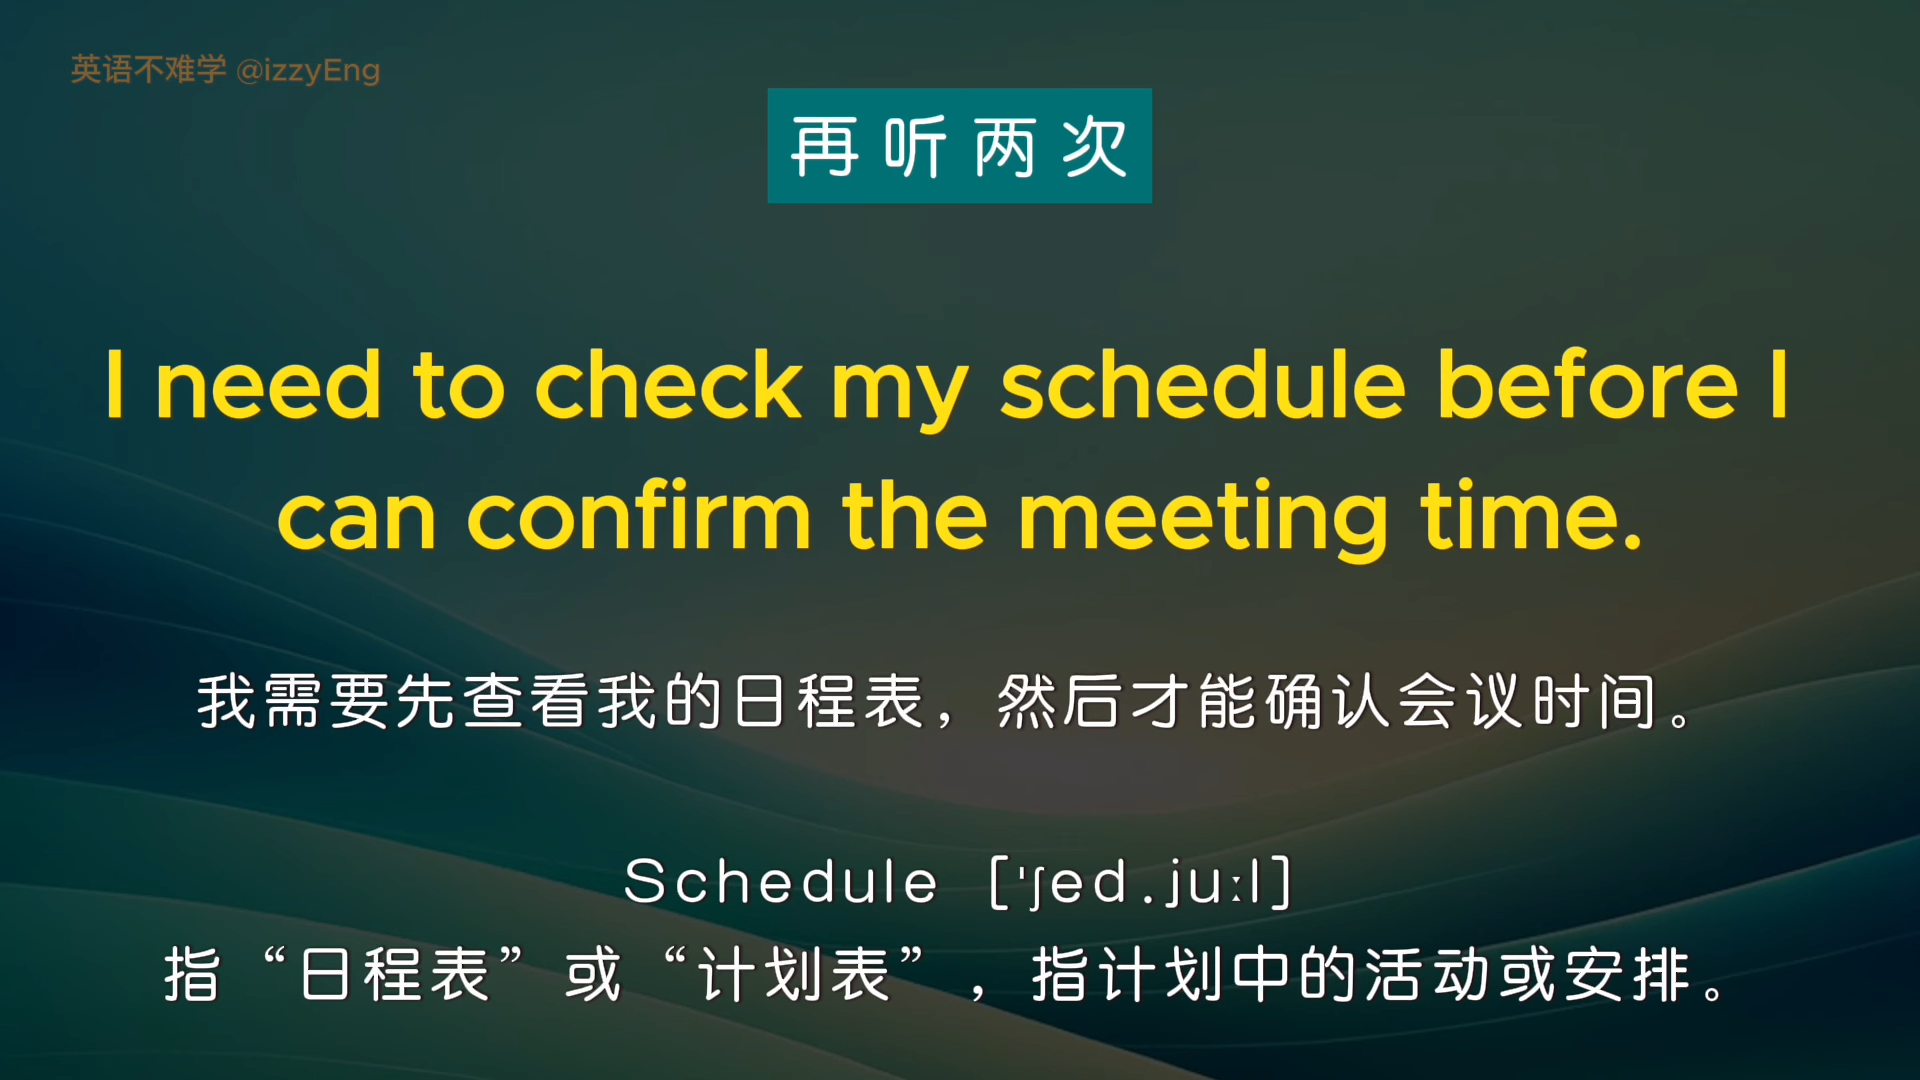 英语不难学 @izzyEng
再听两次
I need to check my schedule before I
can confirm the meeting time.
我需要先查看我的日程表，然后才能确认会议时间。
Schedule [ˈʃed.juːl]
指“日程表”或“计划表”，指计划中的活动或安排。